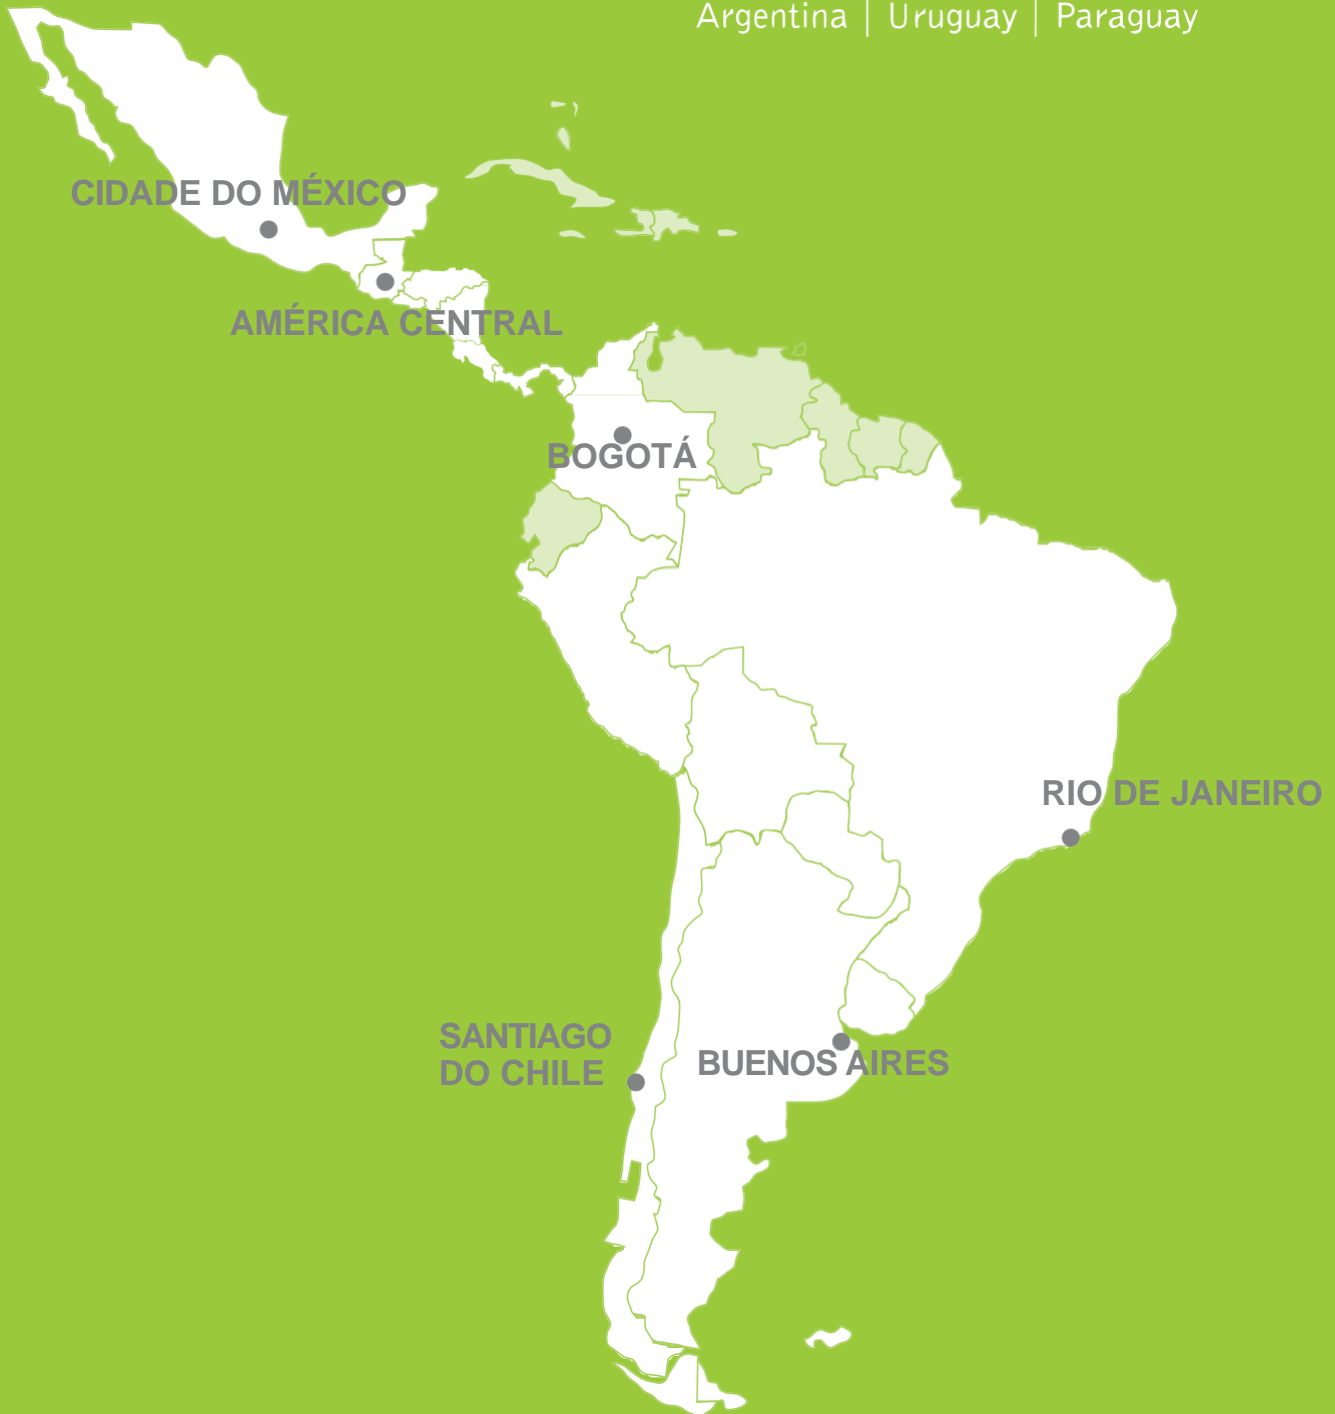 Argentina | Uruguay | Paraguay
CIDADE DO MÉXICO
AMÉRICA CENTRAL
BOGOTÁ
RIO DE JANEIRO
SANTIAGO
DO CHILE
BUENOS AIRES